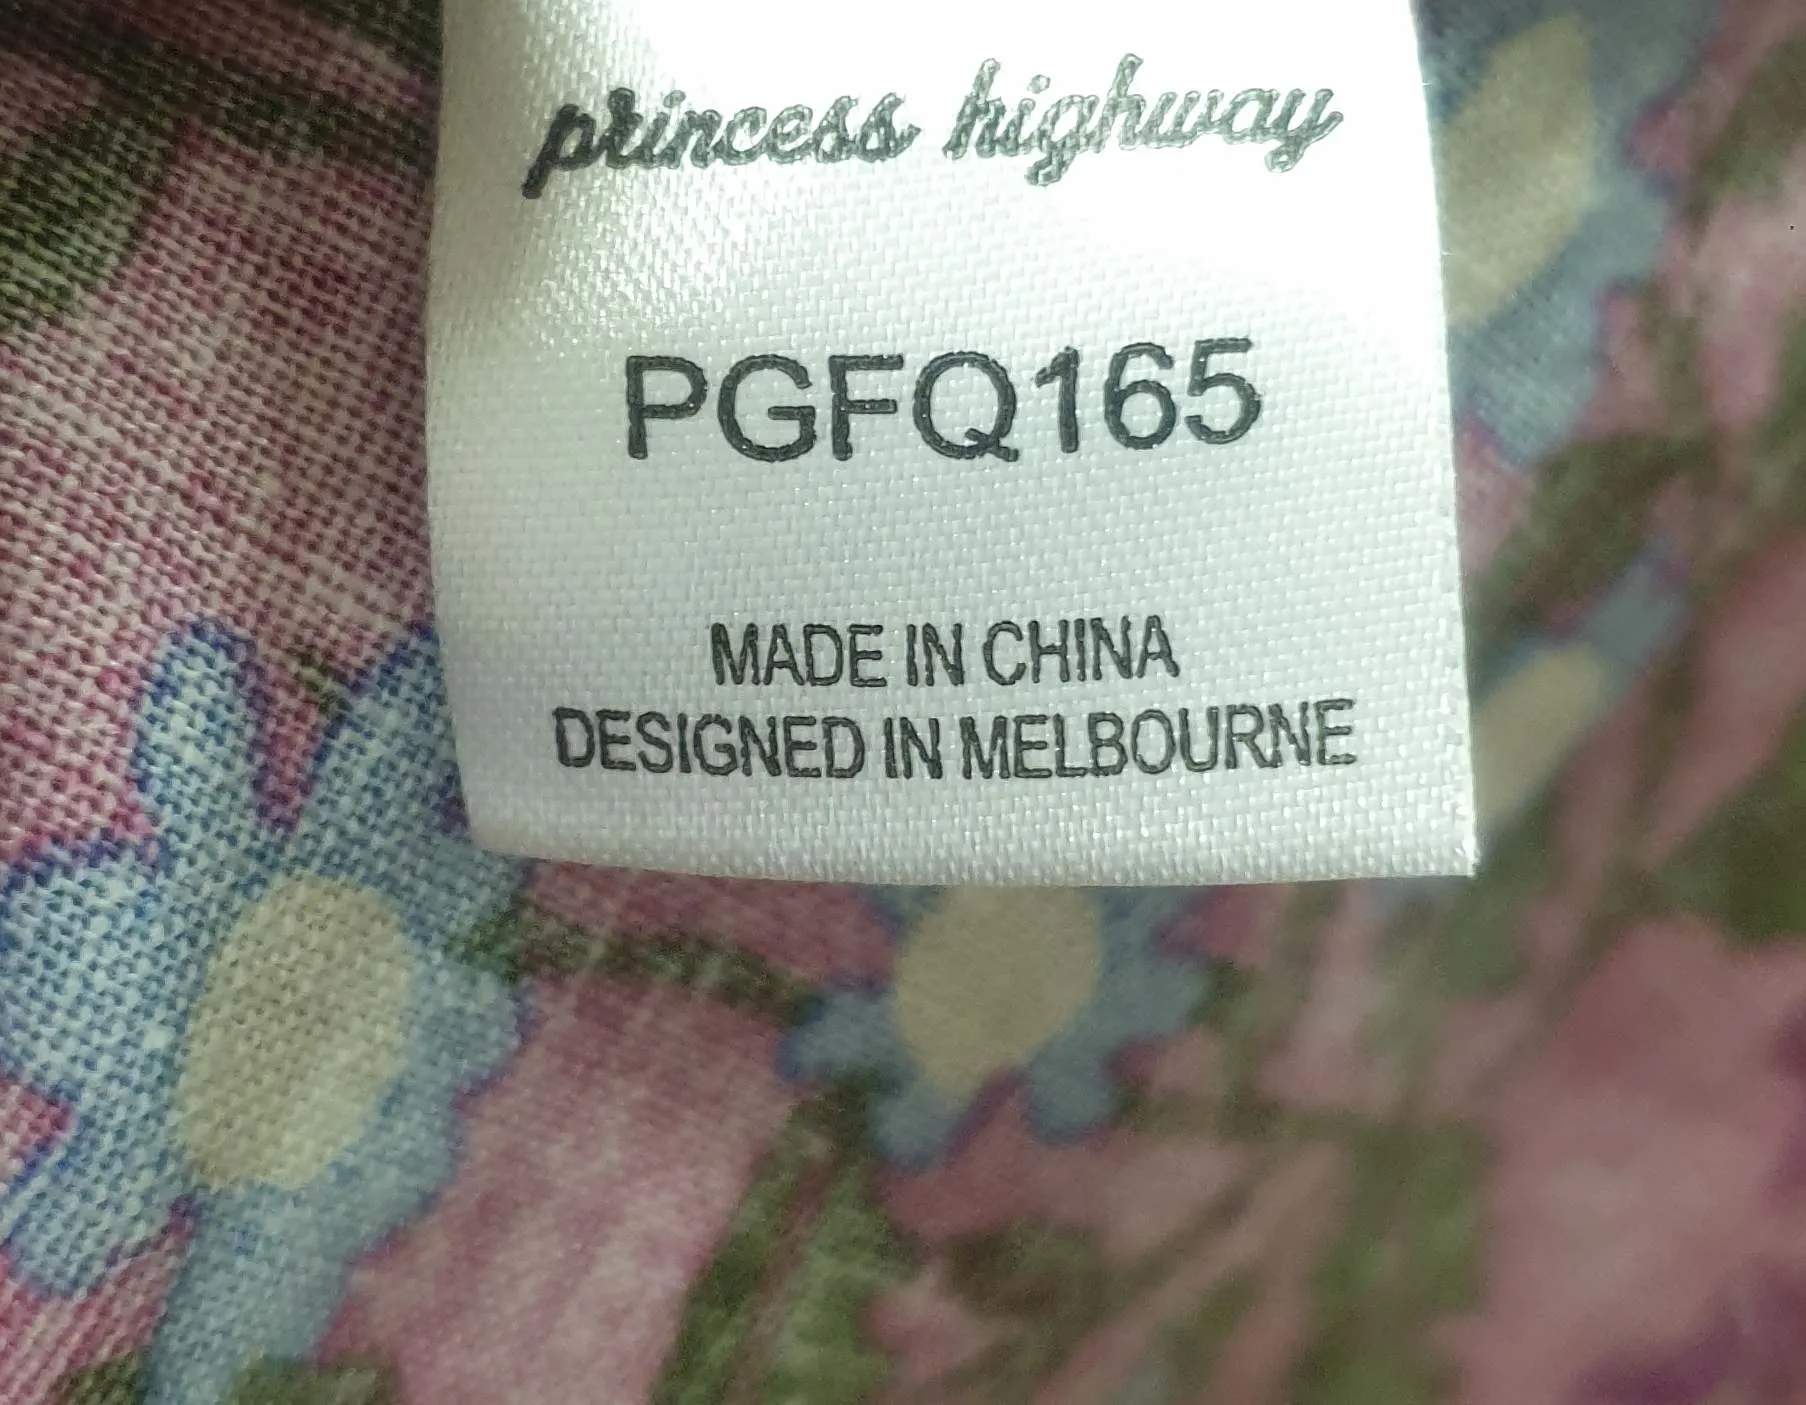 princess highway
PGFQ165
MADE IN CHINA
DESIGNED IN MELBOURNE